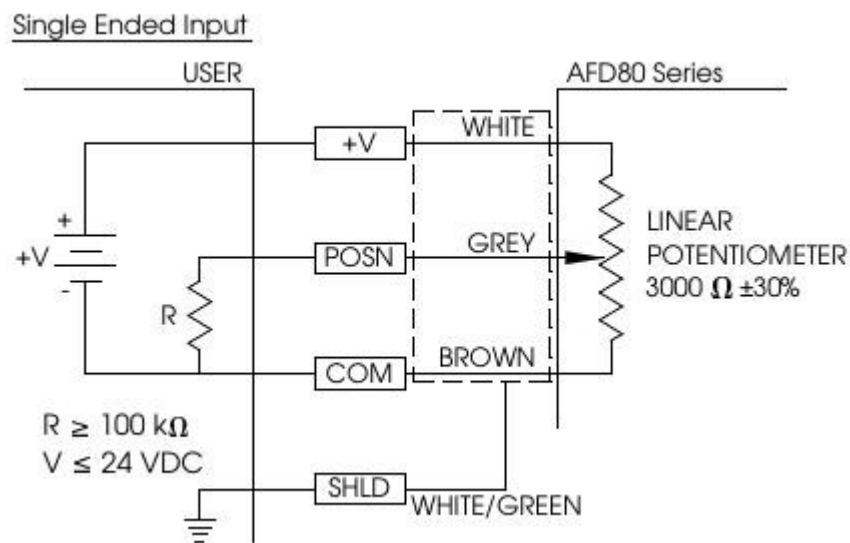 Single Ended Input
USER
AFD80 Series
+V
WHITE
+
+V
-
POSN
GREY
LINEAR
POTENTIOMETER
3000 Ω ±30%
R
COM
BROWN
R ≥ 100 kΩ
V ≤ 24 VDC
SHLD
WHITE/GREEN